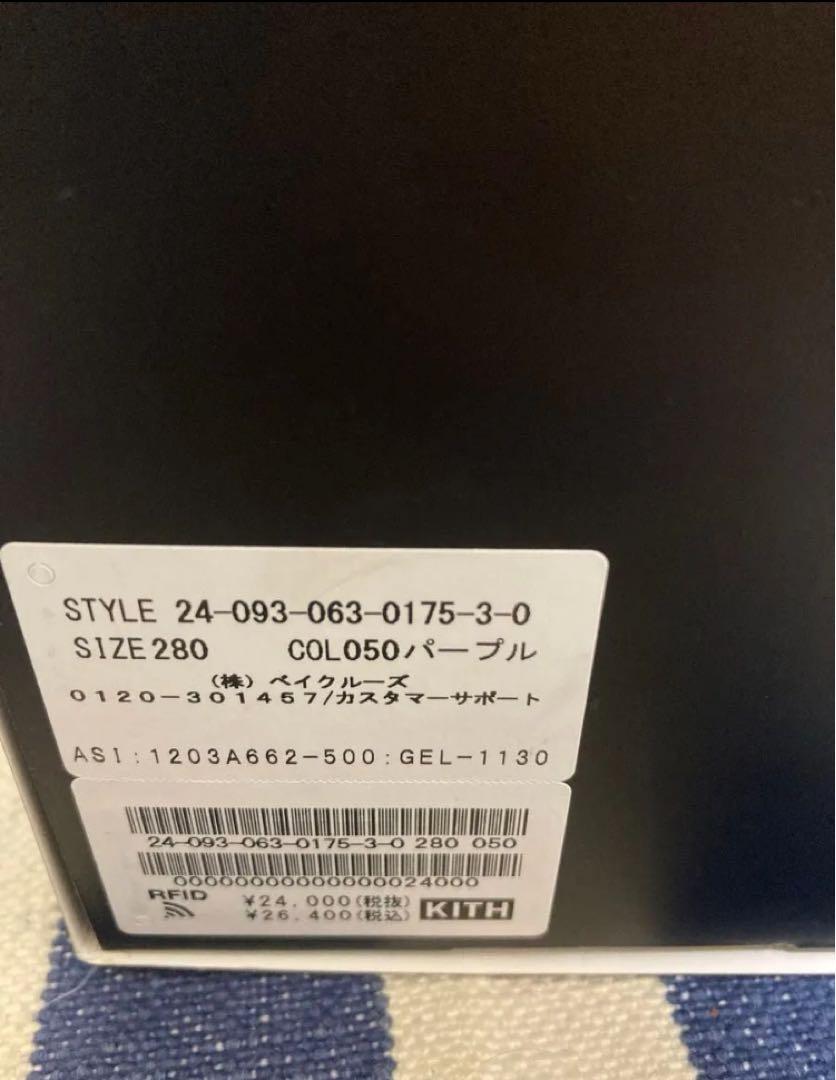 STYLE 24-093-063-0175-3-0
SIZE 280 COL050パープル
(株) ベイクルーズ
0120-301457/カスタマーサポート
ASI:1203A662-500:GEL-1130
24-093-063-0175-3-0 280 050
00000000000000024000
RFID
¥24,000(税抜)
¥26,400(税込)
KITH